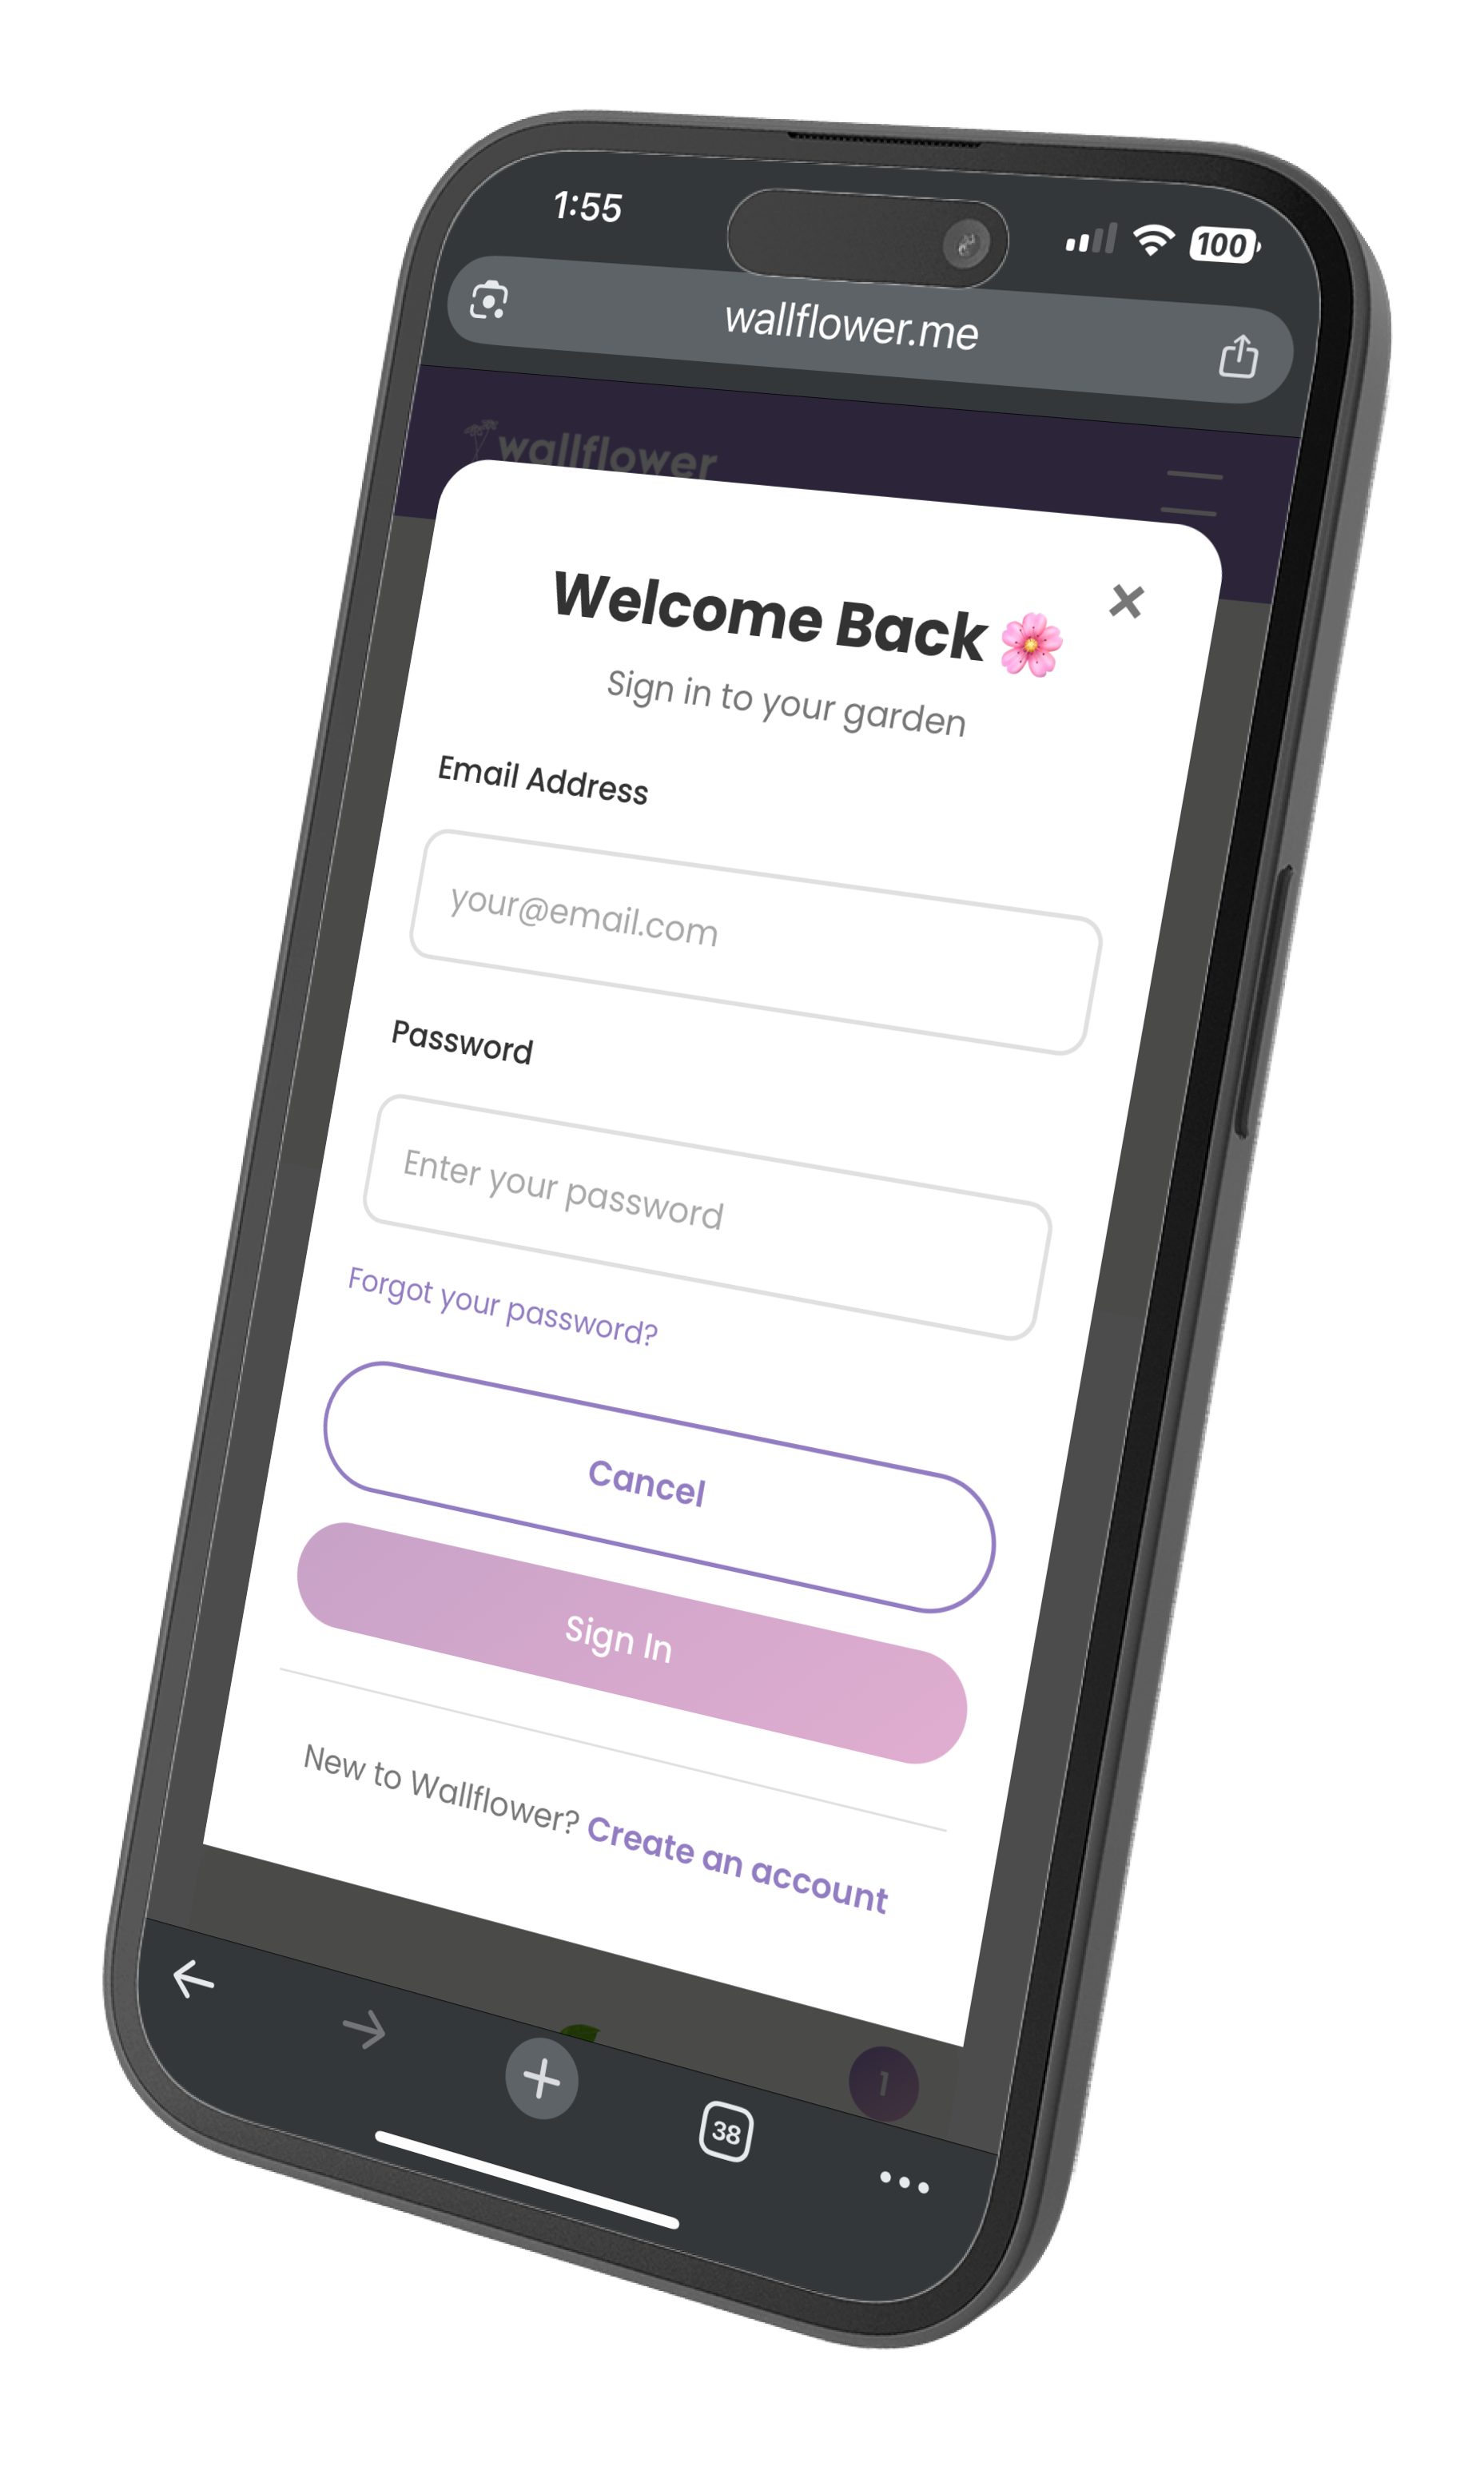 1:55
100
wallflower.me
wallflower
Welcome Back
Sign in to your garden
Email Address
your@email.com
Password
Enter your password
Forgot your password?
Cancel
Sign In
New to Wallflower? Create an account
1
38